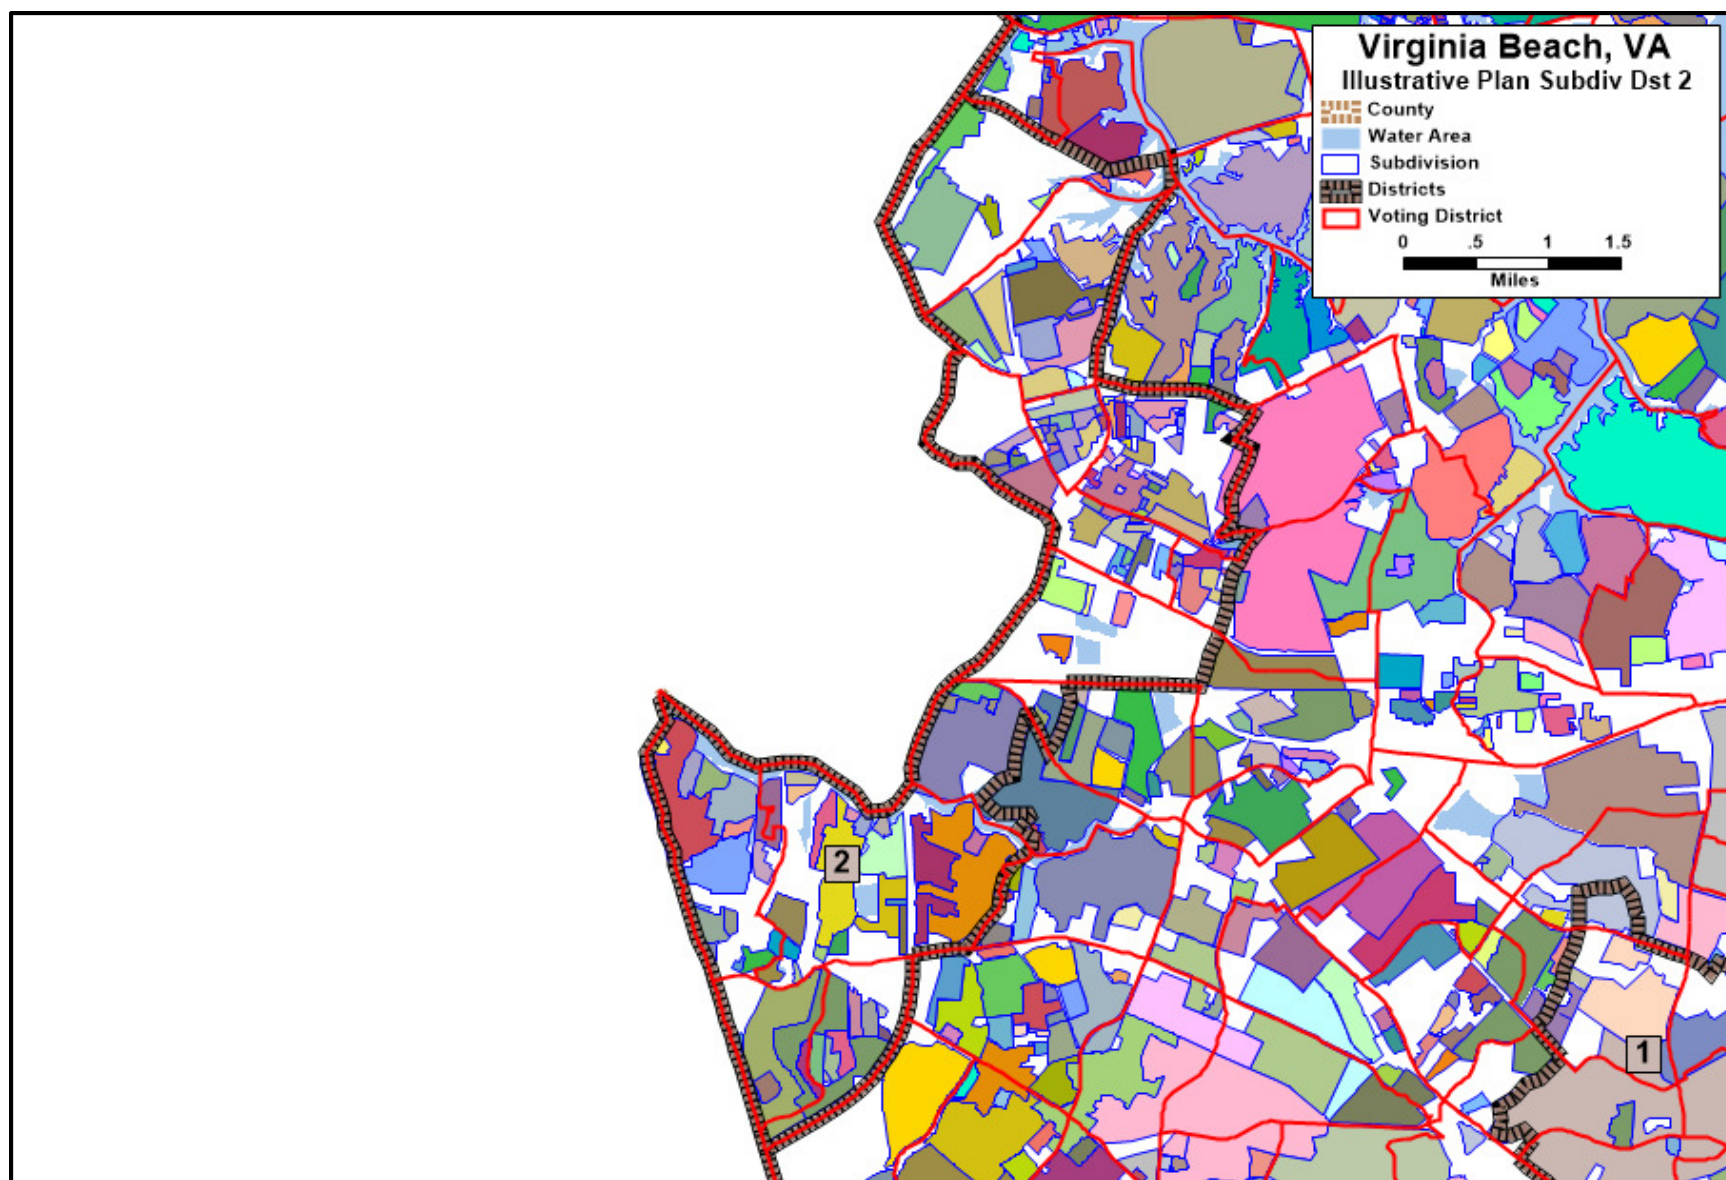 Virginia Beach, VA
Illustrative Plan Subdiv Dst 2
County
Water Area
Subdivision
Districts
Voting District
0 .5 1 1.5
Miles
2
1